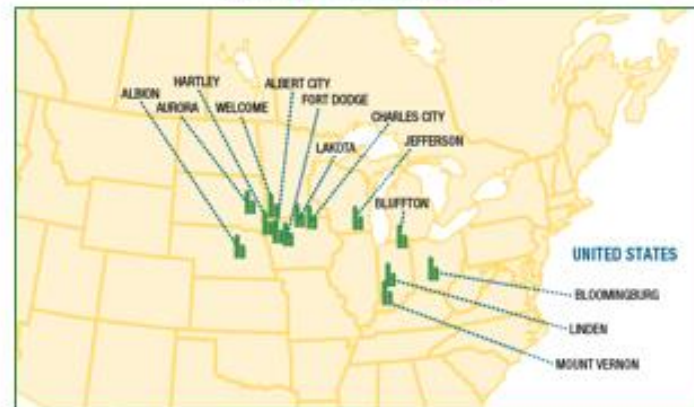 HARTLEY
ALBERT CITY
ALBION
FORT DODGE
AURORA
WELCOME
CHARLES CITY
JEFFERSON
LAKOTA
BLUFFTON
UNITED STATES
BLOOMINGBURG
LINDEN
MOUNT VERNON